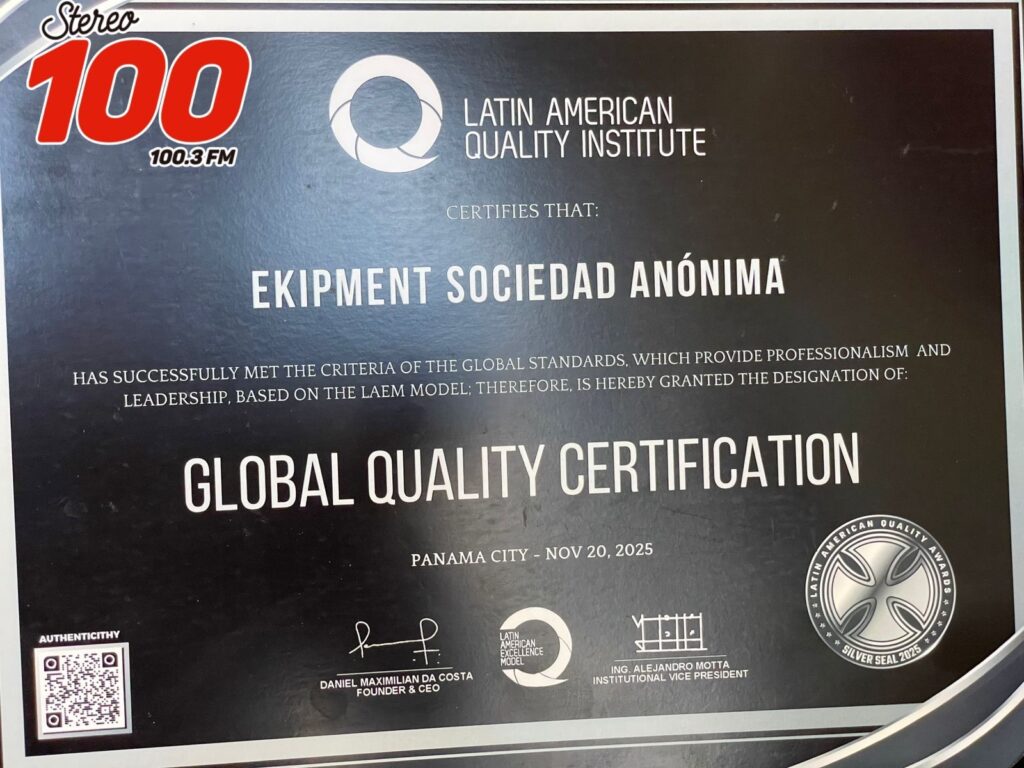 Stereo
100
100.3 FM
LATIN AMERICAN
QUALITY INSTITUTE
CERTIFIES THAT:
EKIPMENT SOCIEDAD ANÓNIMA
HAS SUCCESSFULLY MET THE CRITERIA OF THE GLOBAL STANDARDS, WHICH PROVIDE PROFESSIONALISM AND
LEADERSHIP, BASED ON THE LAEM MODEL; THEREFORE, IS HEREBY GRANTED THE DESIGNATION OF:
GLOBAL QUALITY CERTIFICATION
PANAMA CITY - NOV 20, 2025
LATIN AMERICAN QUALITY AWARDS
SILVER SEAL 2025
AUTHENTICITHY
DANIEL MAXIMILIAN DA COSTA
FOUNDER & CEO
LATIN
AMERICAN
EXCELLENCE
MODEL
ING. ALEJANDRO MOTTA
INSTITUTIONAL VICE PRESIDENT